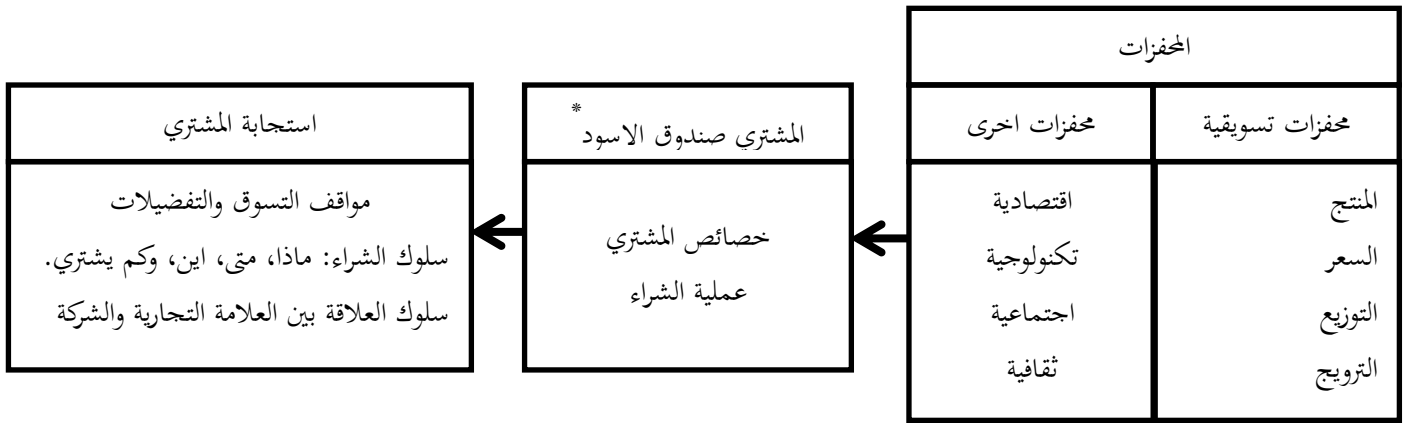 المحفزات
محفزات تسويقية
محفزات اخرى
المنتج
السعر
التوزيع
الترويج
اقتصادية
تكنولوجية
اجتماعية
ثقافية
المشتري صندوق الاسود*
خصائص المشتري
عملية الشراء
استجابة المشتري
مواقف التسوق والتفضيلات
سلوك الشراء: ماذا، متى، اين، وكم يشتري.
سلوك العلاقة بين العلامة التجارية والشركة